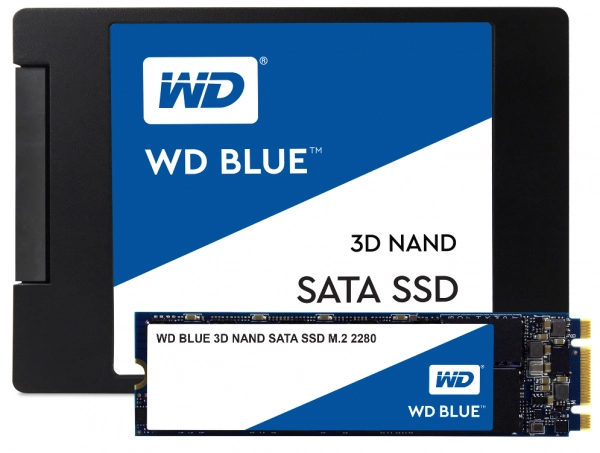 WD®
WD BLUE™
3D NAND
SATA SSD
WD BLUE 3D NAND SATA SSD M.2 2280
WD
WD BLUE™